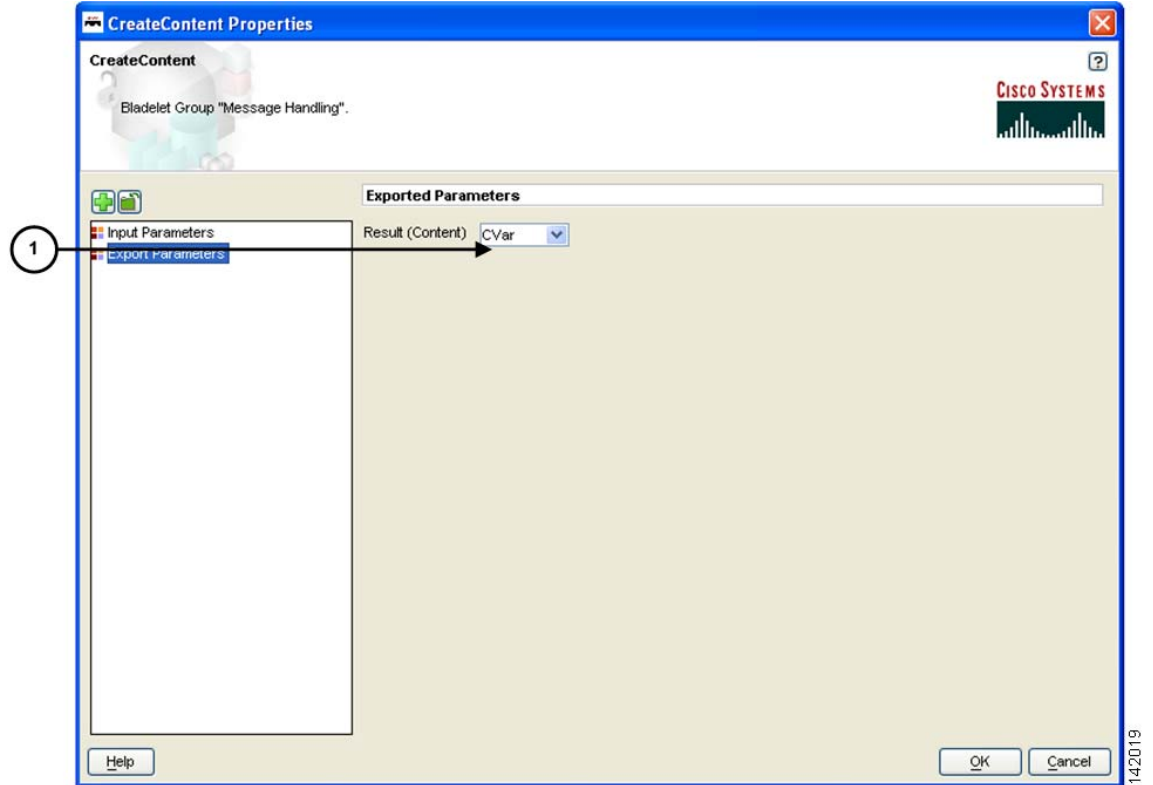 CreateContent Properties
CreateContent
?
Bladelet Group "Message Handling".
CISCO SYSTEMS
Exported Parameters
Input Parameters
Result (Content) CVar
1
Export Parameters
Help
OK Cancel
142019